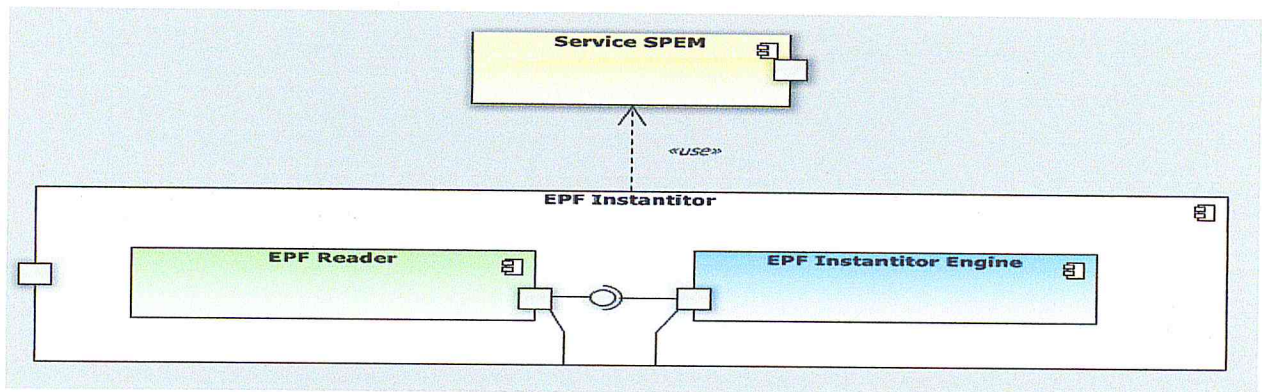 Service SPEM
«use»
EPF Instantitor
EPF Reader
EPF Instantitor Engine